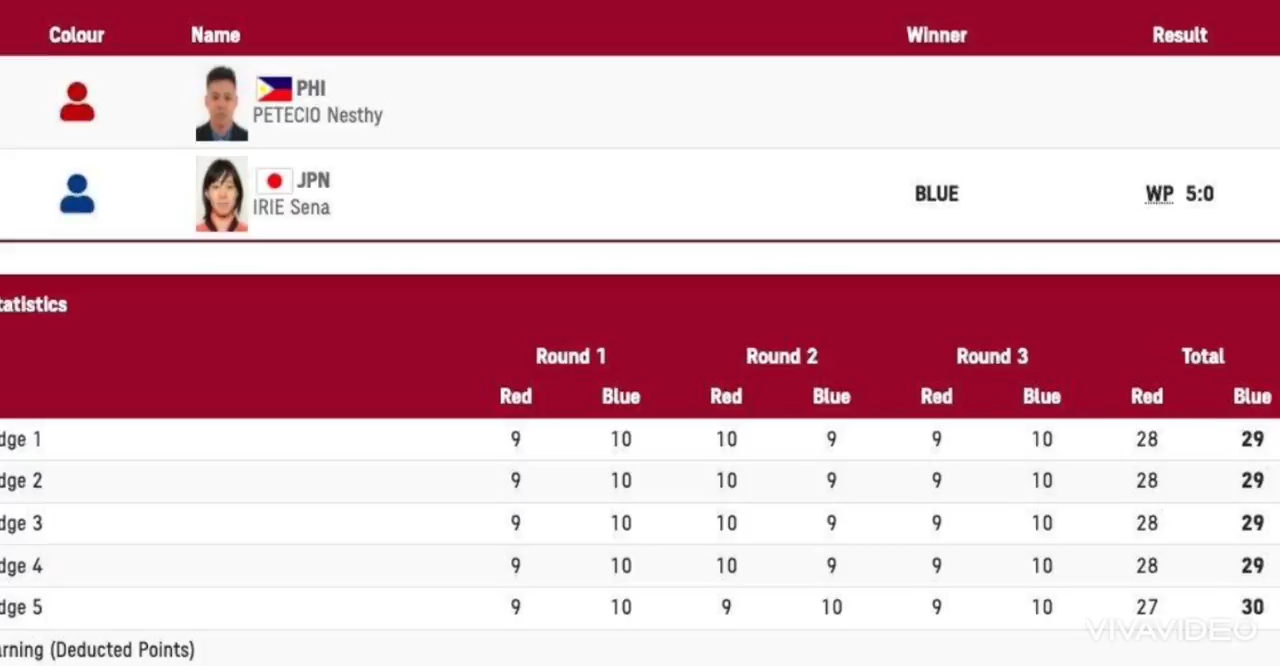 Colour Name Winner Result
PHI
PETECIO Nesthy
JPN
IRIE Sena BLUE WP 5:0
tatistics
Round 1 Round 2 Round 3 Total
Red Blue Red Blue Red Blue Red Blue
dge 1 9 10 10 9 9 10 28 29
dge 2 9 10 10 9 9 10 28 29
dge 3 9 10 10 9 9 10 28 29
dge 4 9 10 10 9 9 10 28 29
dge 5 9 10 9 10 9 10 27 30
arning (Deducted Points)
VIVAVIDEO